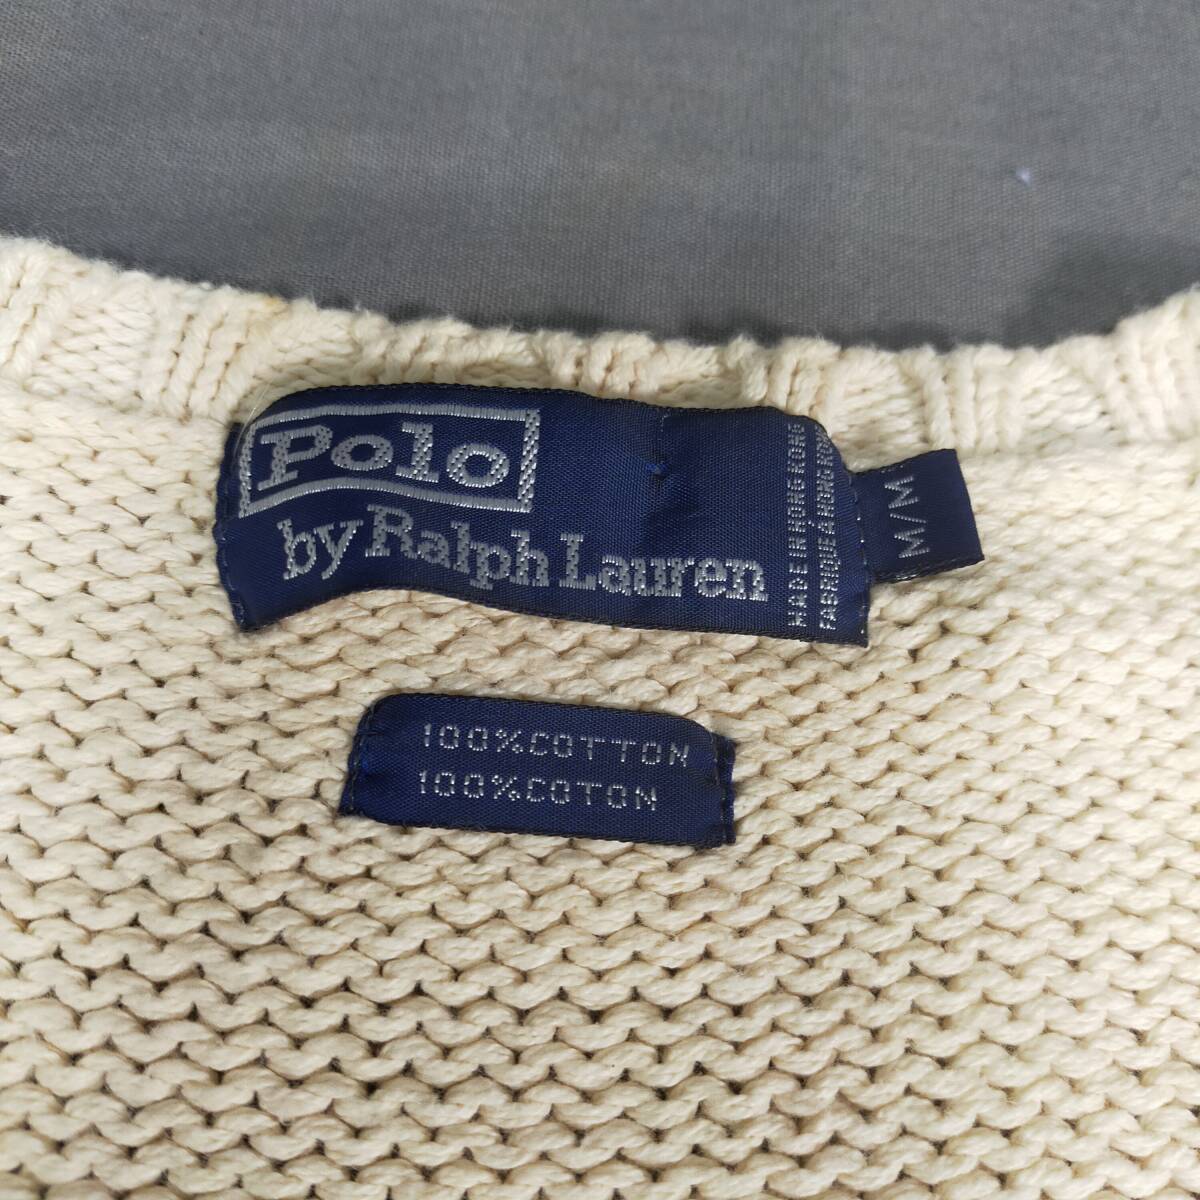 Polo
by Ralph Lauren
MADE IN HONG KONG
FABRIQUE A HONG KONG
M/M
100%COTTON
100%COTON